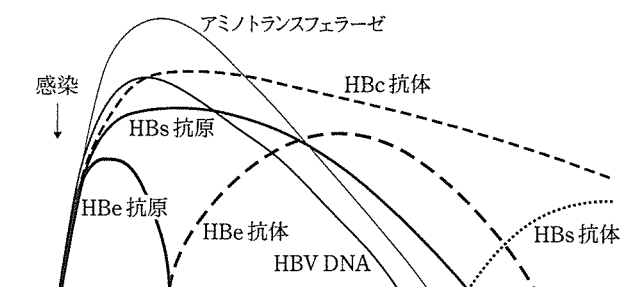 アミノトランスフェラーゼ
感染
HBc 抗体
HBs 抗原
HBe 抗原
HBe 抗体
HBs 抗体
HBV DNA